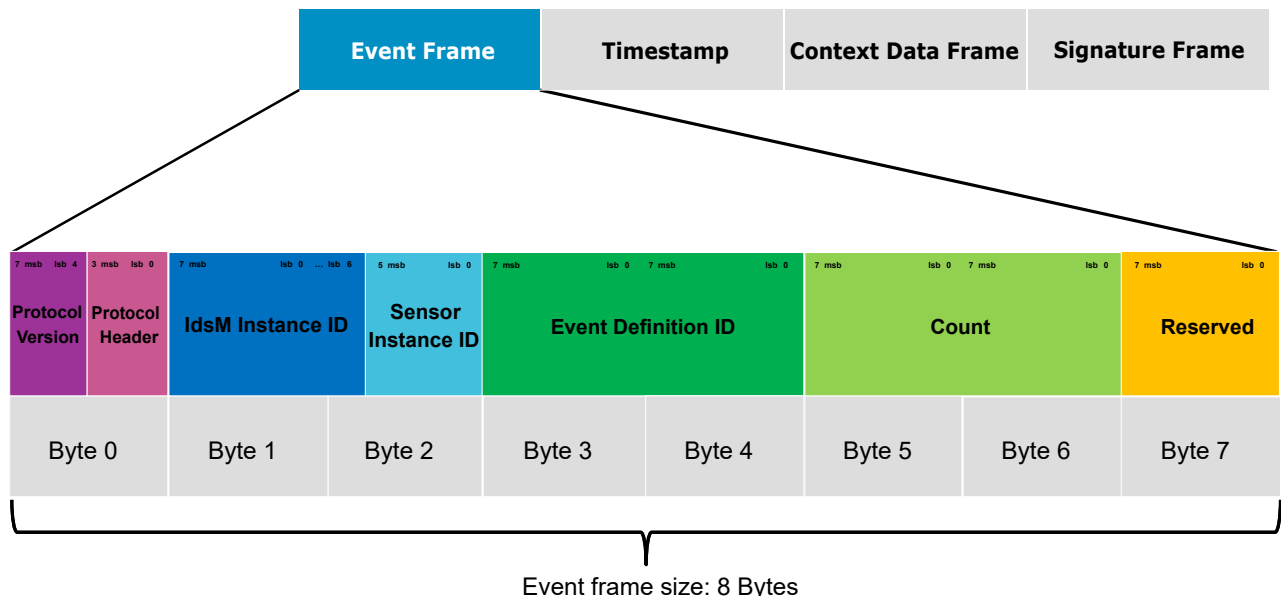 Event Frame Timestamp Context Data Frame Signature Frame
7 msb lsb 4 3 msb lsb 0 7 msb lsb 0 ... lsb 6 5 msb lsb 0 7 msb lsb 0 7 msb lsb 0 7 msb lsb 0 7 msb lsb 0 7 msb lsb 0
Protocol Version
Protocol Header
IdsM Instance ID
Sensor
Instance ID
Event Definition ID
Count
Reserved
Byte 0 Byte 1 Byte 2 Byte 3 Byte 4 Byte 5 Byte 6 Byte 7
Event frame size: 8 Bytes